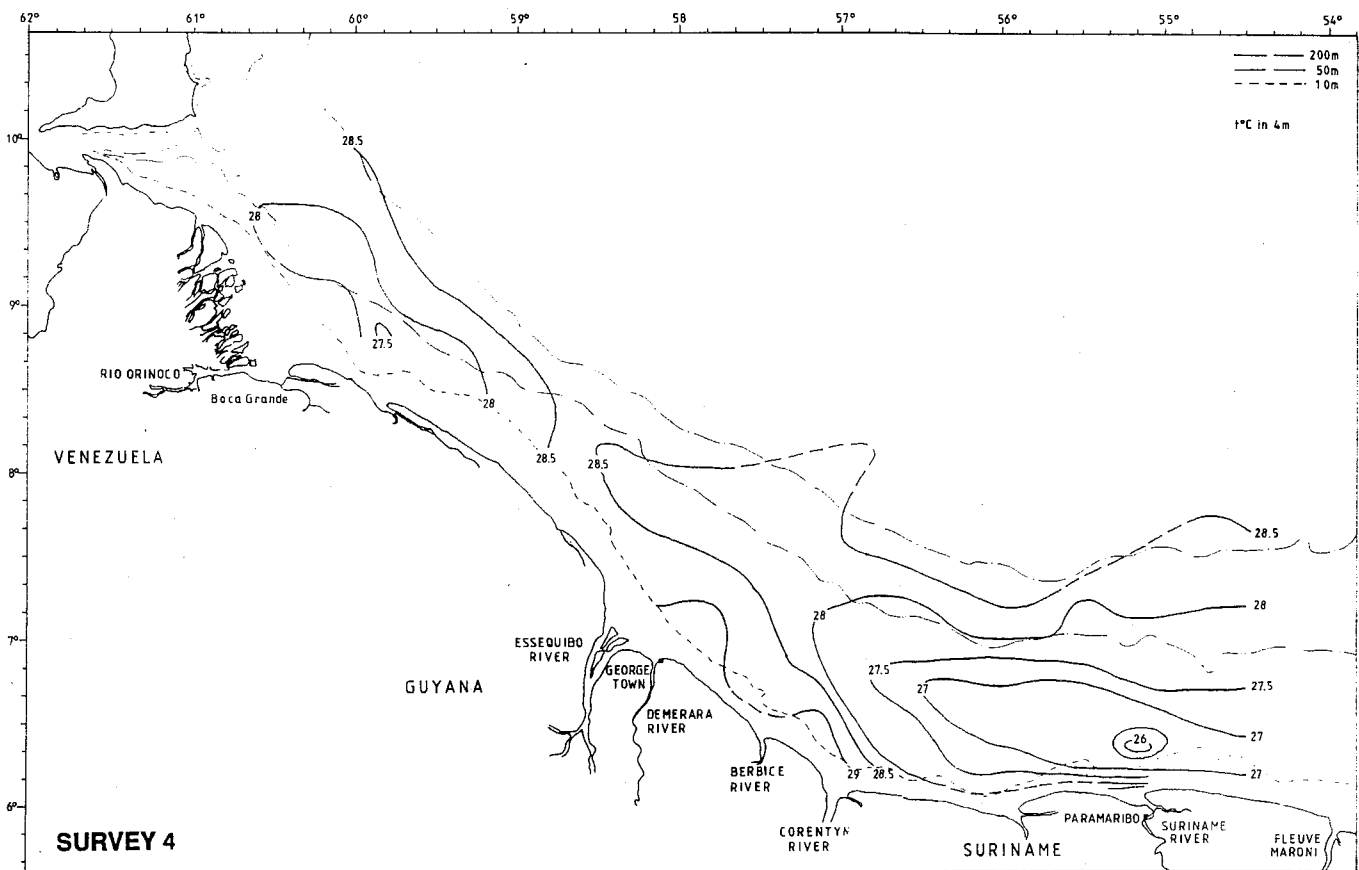 62° 61° 60° 59° 58 57° 56° 55° 54°
200m
50m
10m
t°C in 4m
10°
28.5
28
9°
27.5
RIO ORINOCO
Boca Grande
28
VENEZUELA
28.5
28.5
8°
28.5
28
28
7°
ESSEQUIBO
RIVER
GEORGE
TOWN
GUYANA
27.5
27
27.5
DEMERARA
RIVER
26
27
BERBICE
RIVER
29
28.5
27
6°
CORENTYN
RIVER
PARAMARIBO
SURINAME
RIVER
SURINAME
FLEUVE
MARONI
SURVEY 4